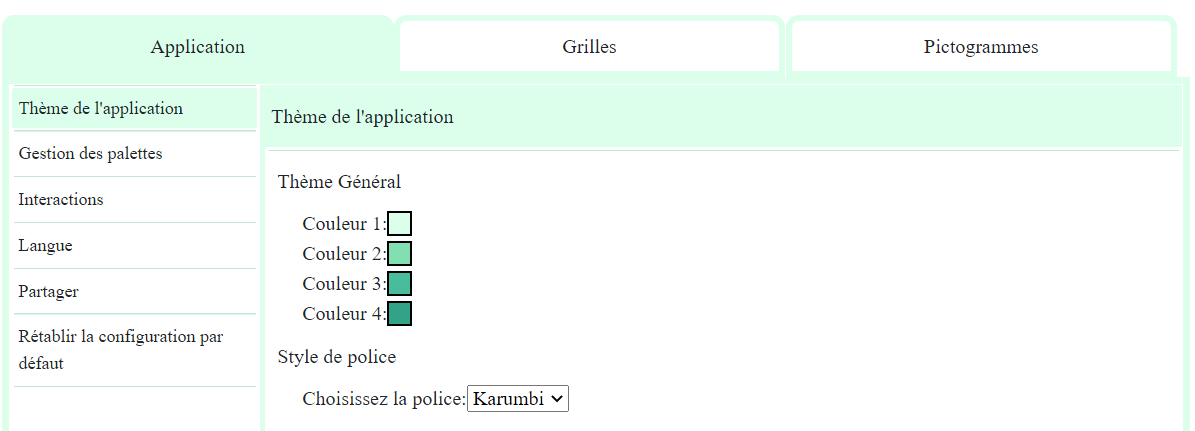 Application
Grilles
Pictogrammes
Thème de l'application
Gestion des palettes
Interactions
Langue
Partager
Rétablir la configuration par
défaut
Thème de l'application
Thème Général
Couleur 1:
Couleur 2:
Couleur 3:
Couleur 4:
Style de police
Choisissez la police: Karumbi